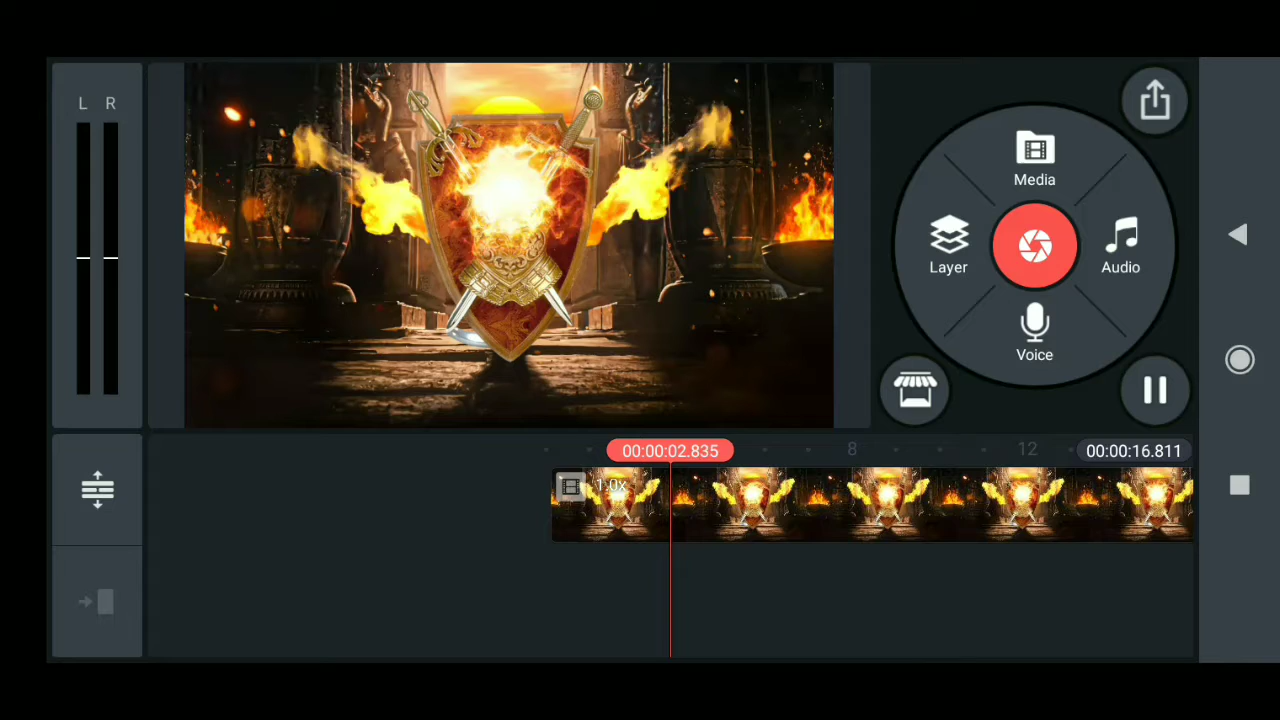 L R
Media
Layer
Audio
Voice
00:00:02.835
8
12
00:00:16.811
1.0x